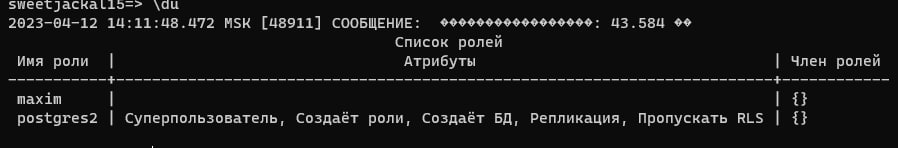 sweetjackal15=> \du
2023-04-12 14:11:48.472 MSK [48911] СООБЩЕНИЕ:  ��������������������: 43.584 ��
Список ролей
Имя роли | Атрибуты | Член ролей
-----------+-------------------------------------------------------------------------+------------
maxim | | {}
postgres2 | Суперпользователь, Создаёт роли, Создаёт БД, Репликация, Пропускать RLS | {}